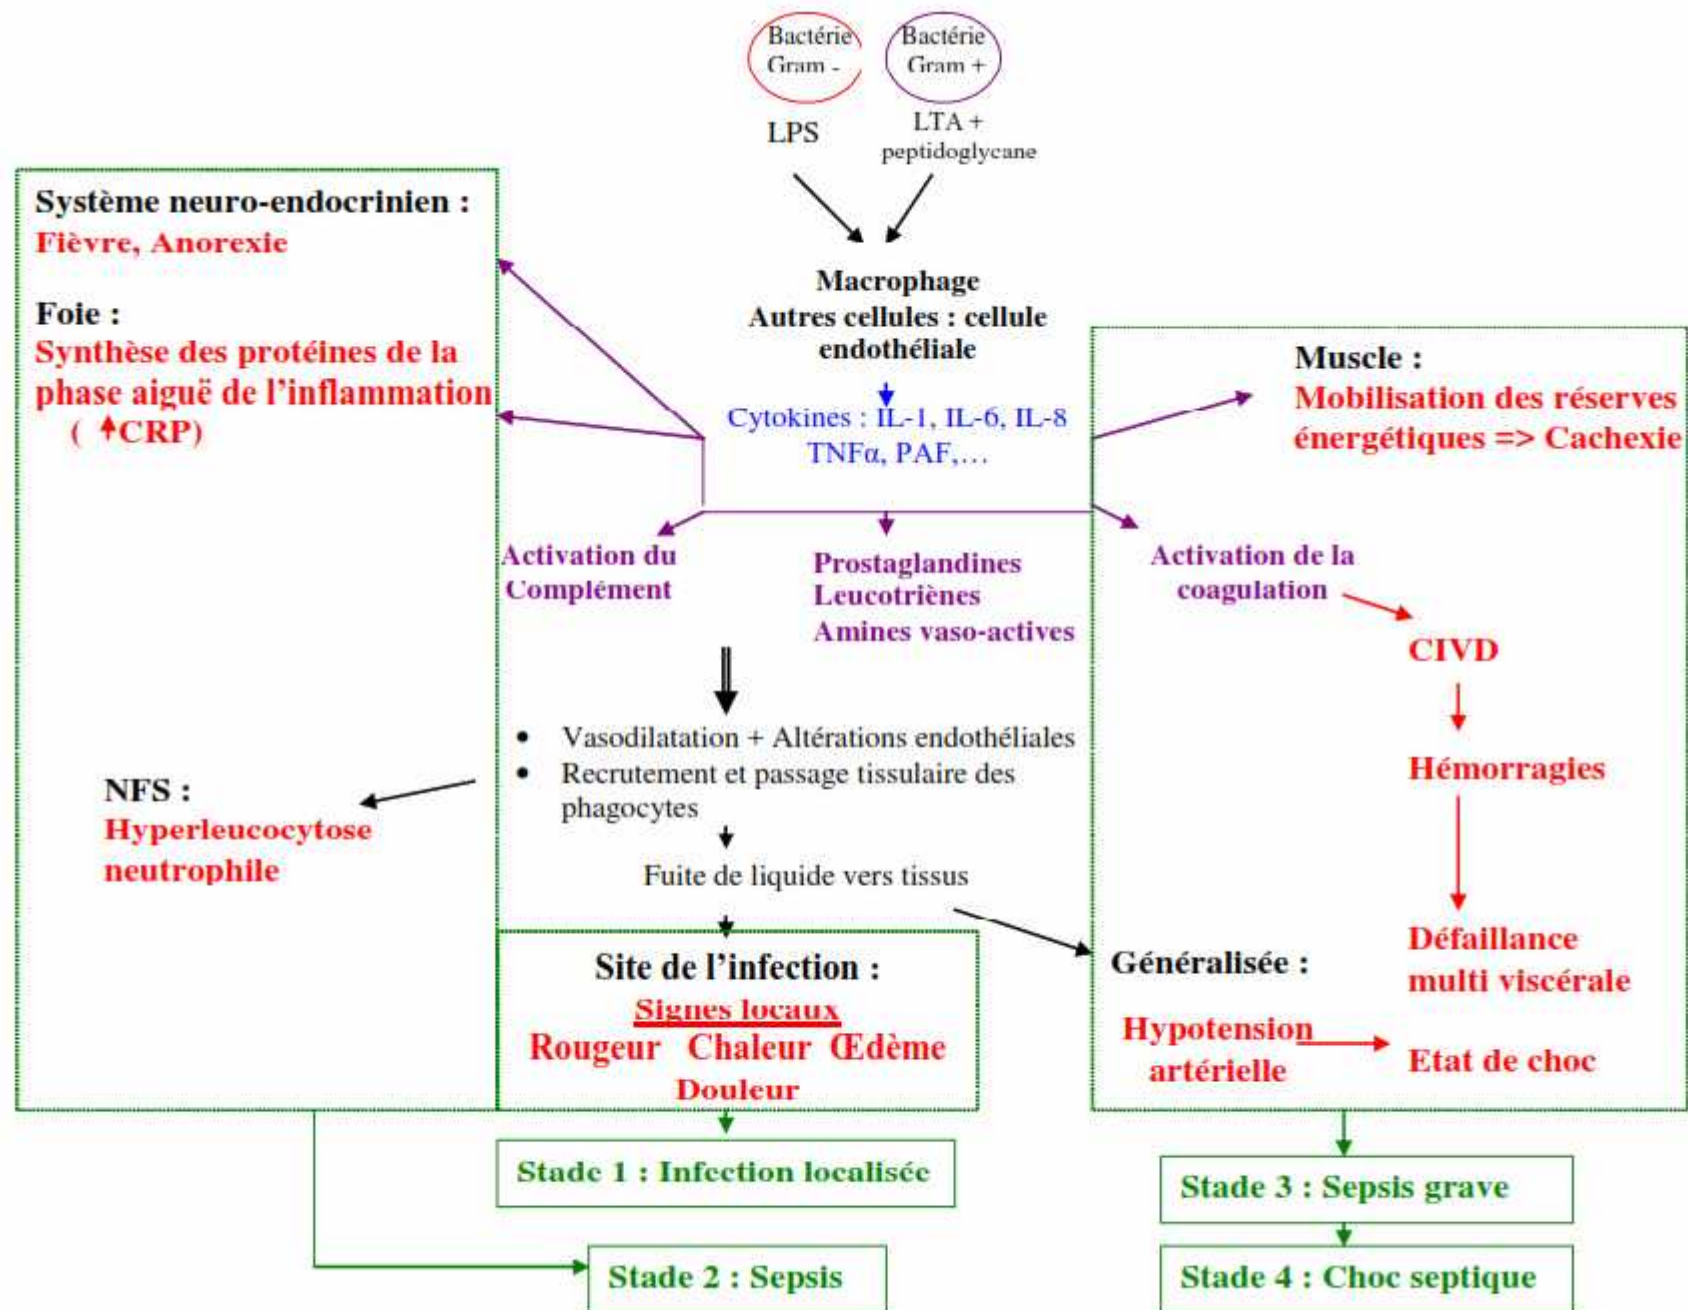 Bactérie
Gram -
Bactérie
Gram +
LPS
LTA +
peptidoglycane
Système neuro-endocrinien :
Fièvre, Anorexie
Foie :
Synthèse des protéines de la
phase aiguë de l'inflammation
( ↑CRP)
Macrophage
Autres cellules : cellule
endothéliale
Cytokines : IL-1, IL-6, IL-8
TNFα, PAF,…
Muscle :
Mobilisation des réserves
énergétiques => Cachexie
Activation du
Complément
Prostaglandines
Leucotriènes
Amines vaso-actives
Activation de la
coagulation
CIVD
Hémorragies
Défaillance
multi viscérale
• Vasodilatation + Altérations endothéliales
• Recrutement et passage tissulaire des
phagocytes
NFS :
Hyperleucocytose
neutrophile
Fuite de liquide vers tissus
Site de l'infection :
Signes locaux
Rougeur Chaleur Œdème
Douleur
Généralisée :
Hypotension
artérielle
Etat de choc
Stade 1 : Infection localisée
Stade 2 : Sepsis
Stade 3 : Sepsis grave
Stade 4 : Choc septique